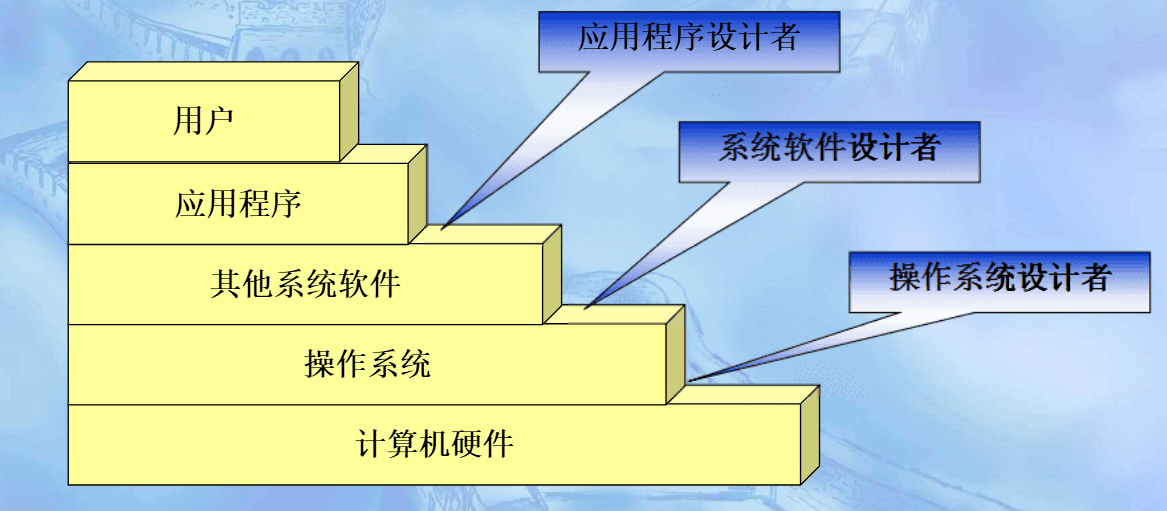 应用程序设计者
用户
系统软件设计者
应用程序
其他系统软件
操作系统设计者
操作系统
计算机硬件